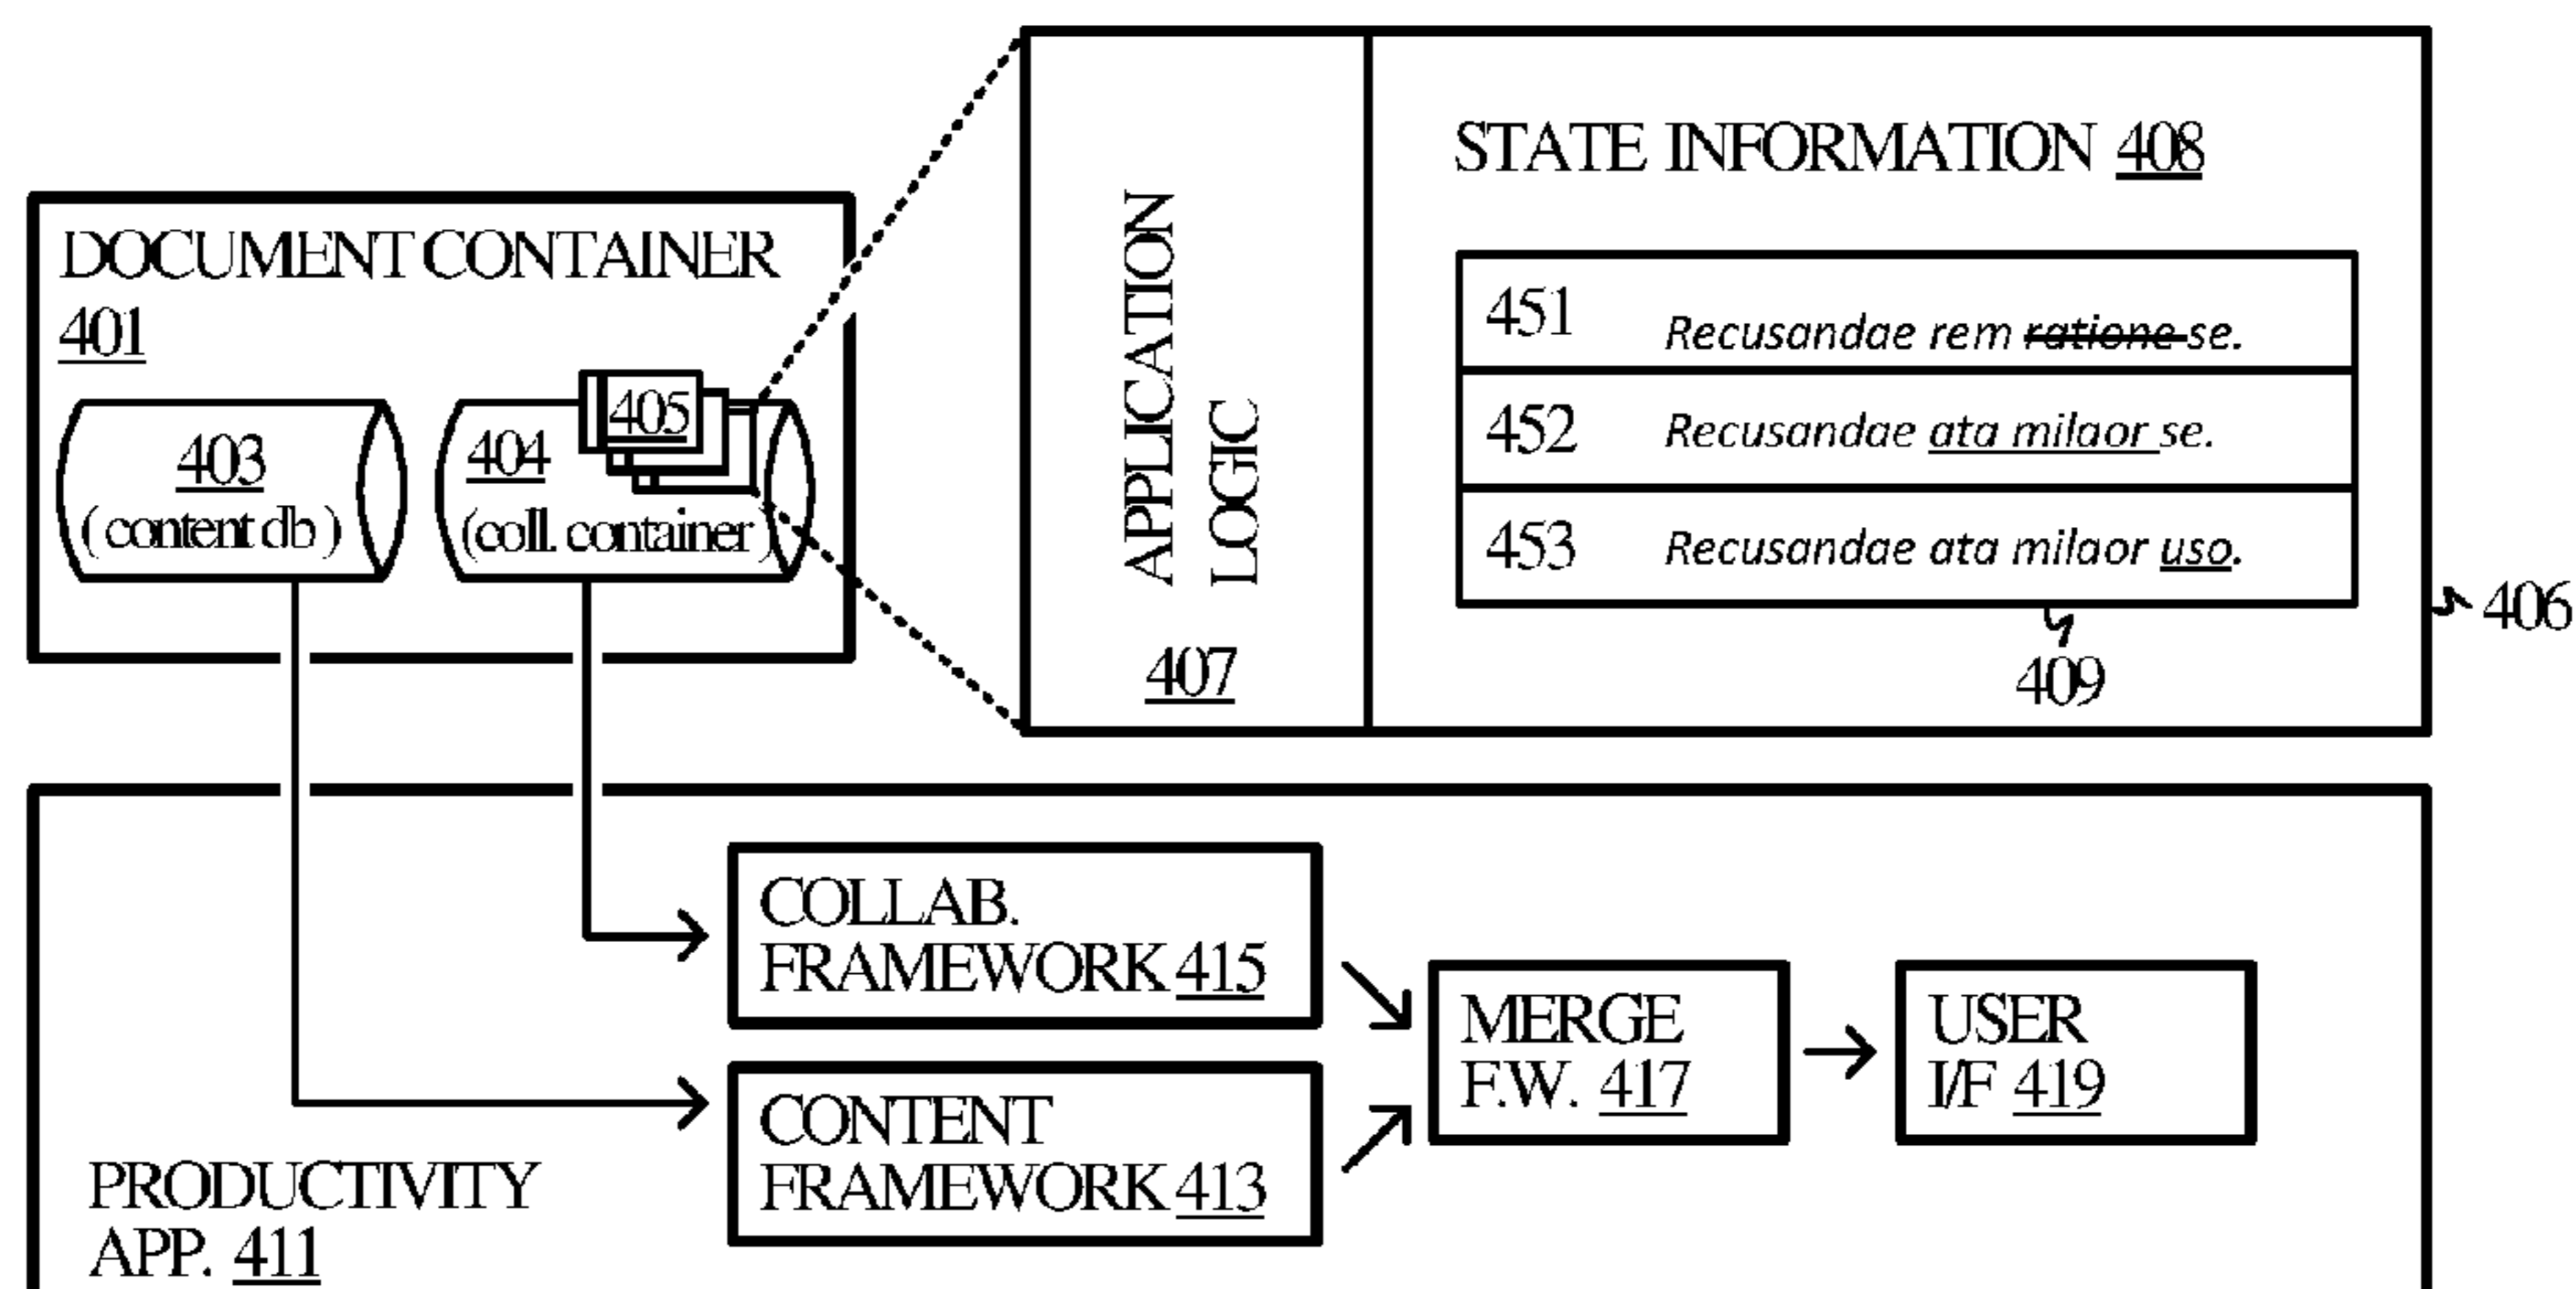 DOCUMENT CONTAINER
401
403
(content db)
404
405
(coll. container)
APPLICATION
LOGIC
407
STATE INFORMATION 408
451 Recusandae rem ratione se.
452 Recusandae ata milaor se.
453 Recusandae ata milaor uso.
409
406
COLLAB.
FRAMEWORK 415
CONTENT
FRAMEWORK 413
MERGE
F.W. 417
USER
I/F 419
PRODUCTIVITY
APP. 411